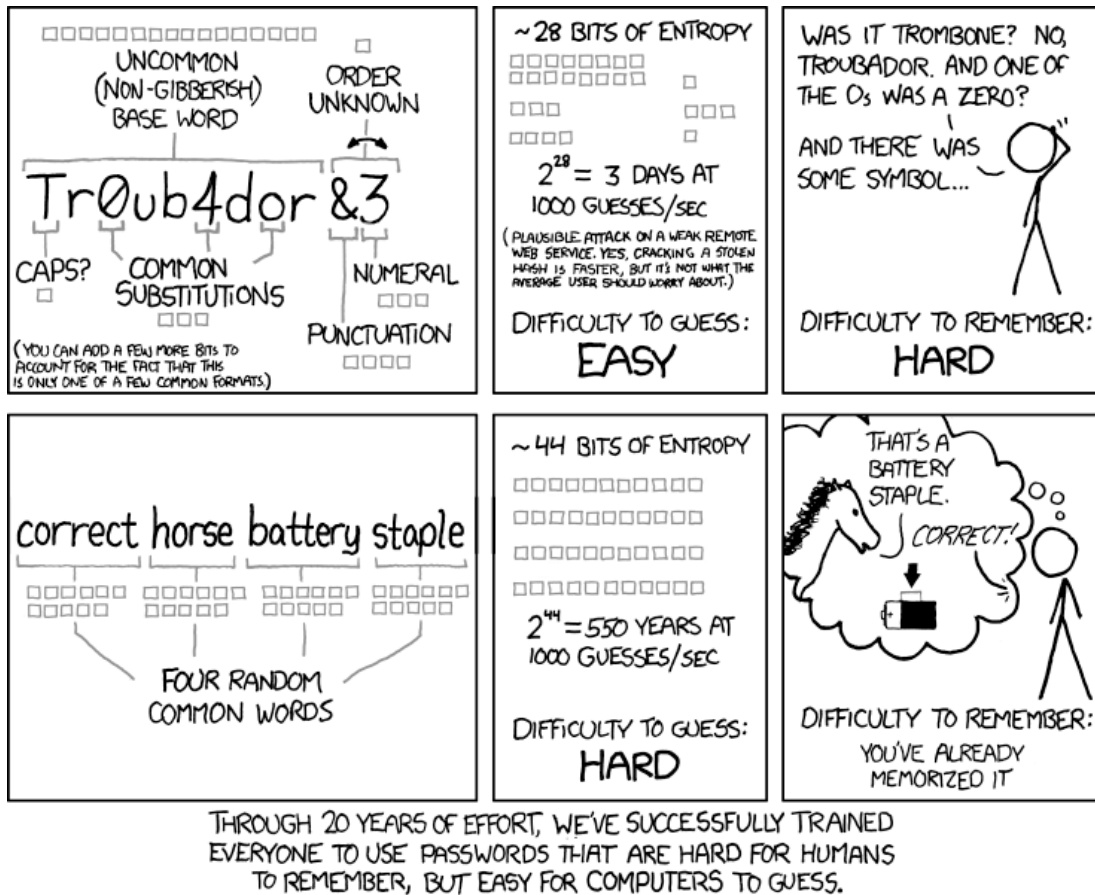 UNCOMMON
(NON-GIBBERISH)
BASE WORD
ORDER
UNKNOWN
Tr0ub4dor &3
CAPS?
COMMON
SUBSTITUTIONS
NUMERAL
PUNCTUATION
(YOU CAN ADD A FEW MORE BITS TO
ACCOUNT FOR THE FACT THAT THIS
IS ONLY ONE OF A FEW COMMON FORMATS.)
~28 BITS OF ENTROPY
2²⁸ = 3 DAYS AT
1000 GUESSES/SEC
(PLAUSIBLE ATTACK ON A WEAK REMOTE
WEB SERVICE. YES, CRACKING A STOLEN
HASH IS FASTER, BUT IT'S NOT WHAT THE
AVERAGE USER SHOULD WORRY ABOUT.)
DIFFICULTY TO GUESS:
EASY
WAS IT TROMBONE? NO,
TROUBADOR. AND ONE OF
THE Os WAS A ZERO?
AND THERE WAS
SOME SYMBOL...
DIFFICULTY TO REMEMBER:
HARD
correct horse battery staple
FOUR RANDOM
COMMON WORDS
~44 BITS OF ENTROPY
2⁴⁴ = 550 YEARS AT
1000 GUESSES/SEC
DIFFICULTY TO GUESS:
HARD
THAT'S A
BATTERY
STAPLE.
CORRECT!
+
DIFFICULTY TO REMEMBER:
YOU'VE ALREADY
MEMORIZED IT
THROUGH 20 YEARS OF EFFORT, WE'VE SUCCESSFULLY TRAINED
EVERYONE TO USE PASSWORDS THAT ARE HARD FOR HUMANS
TO REMEMBER, BUT EASY FOR COMPUTERS TO GUESS.